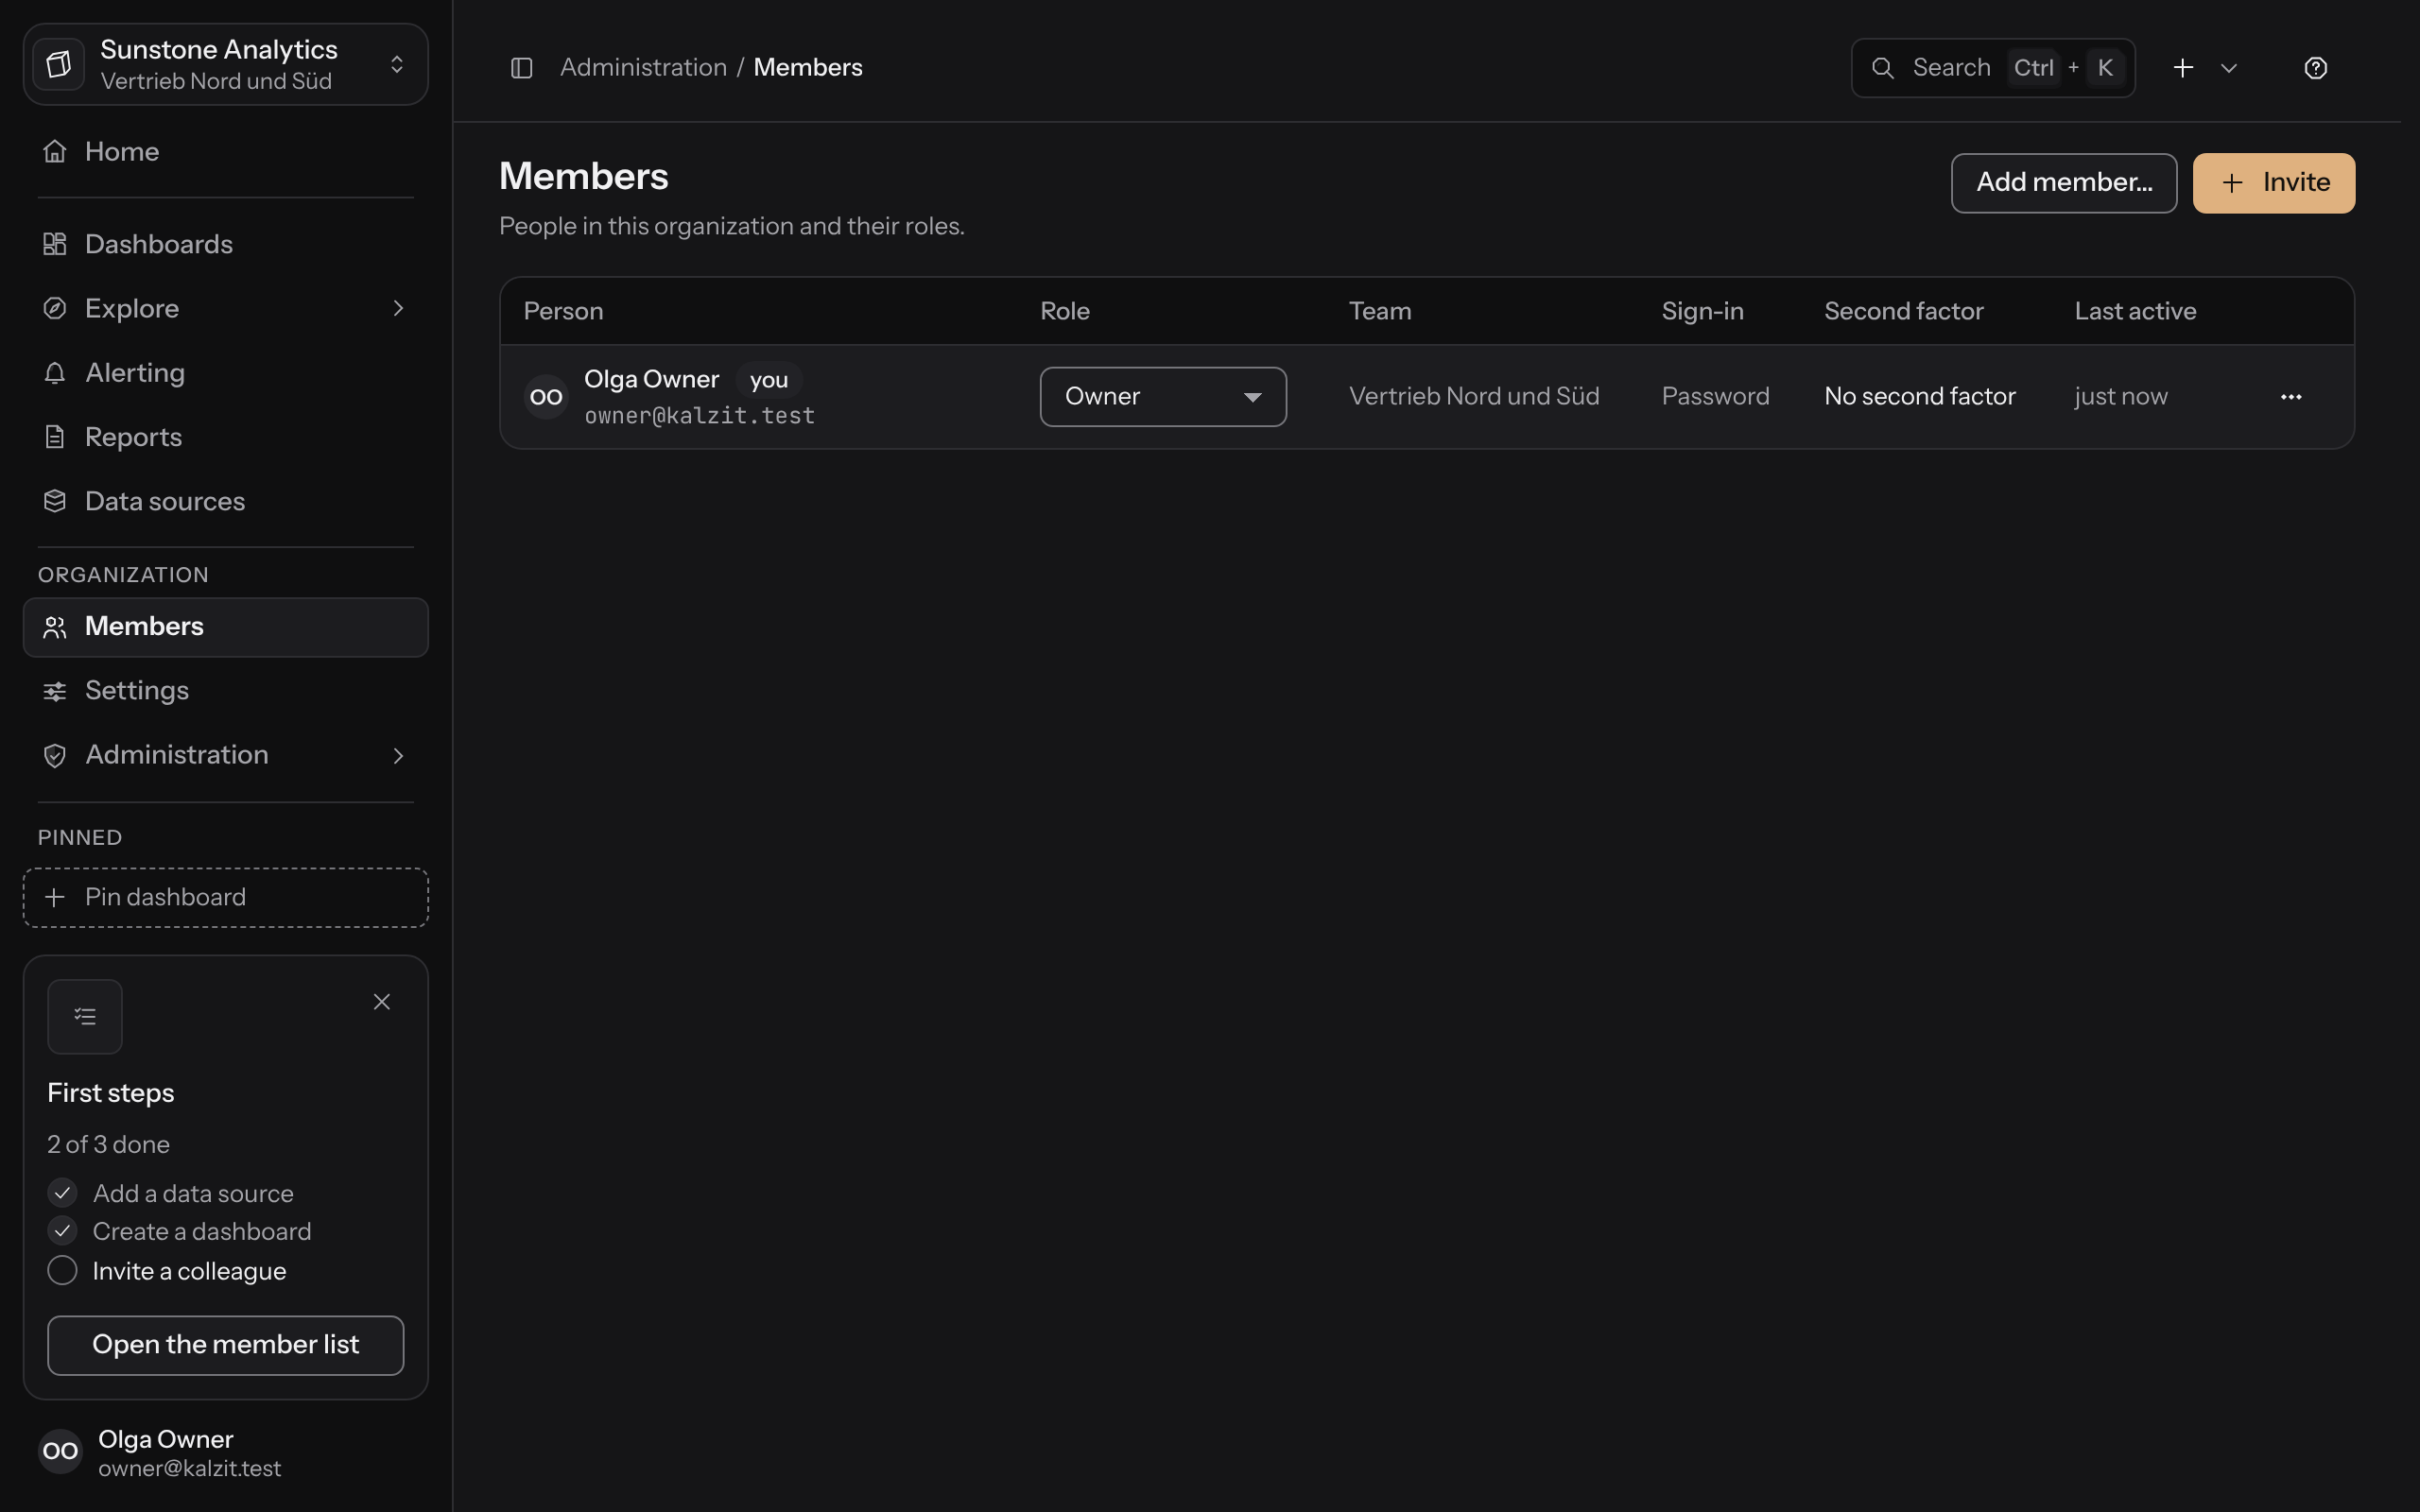 Sunstone Analytics
Vertrieb Nord und Süd
Home
Dashboards
Explore
Alerting
Reports
Data sources
ORGANIZATION
Members
Settings
Administration
PINNED
Pin dashboard
First steps
2 of 3 done
Add a data source
Create a dashboard
Invite a colleague
Open the member list
OO Olga Owner
owner@kalzit.test
Administration / Members
Search Ctrl + K
Members
People in this organization and their roles.
Add member...
Invite
Person Role Team Sign-in Second factor Last active
OO Olga Owner you Owner Vertrieb Nord und Süd Password No second factor just now
owner@kalzit.test